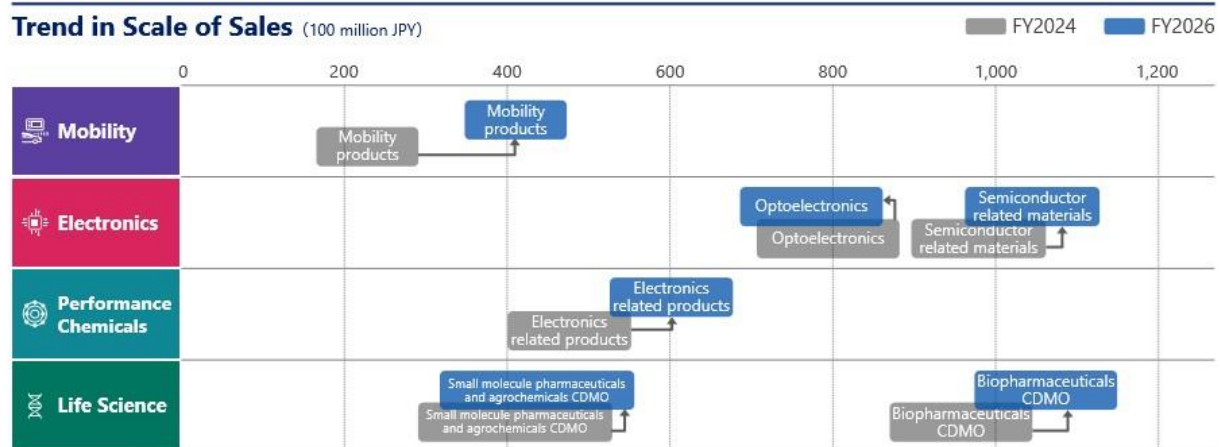 Trend in Scale of Sales (100 million JPY)
FY2024
FY2026
0
200
400
600
800
1,000
1,200
Mobility
Mobility
products
Mobility
products
Electronics
Optoelectronics
Optoelectronics
Semiconductor
related materials
Semiconductor
related materials
Performance
Chemicals
Electronics
related products
Electronics
related products
Life Science
Small molecule pharmaceuticals
and agrochemicals CDMO
Small molecule pharmaceuticals
and agrochemicals CDMO
Biopharmaceuticals
CDMO
Biopharmaceuticals
CDMO